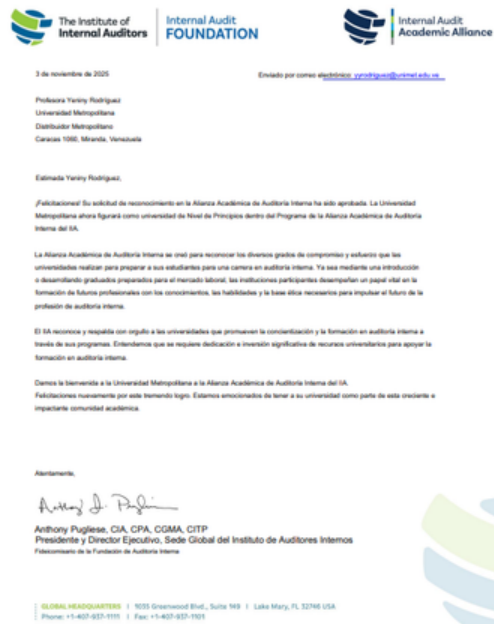 The Institute of
Internal Auditors
Internal Audit
FOUNDATION
Internal Audit
Academic Alliance
3 de noviembre de 2025
Enviado por correo electrónico: yyrodriguez@unimet.edu.ve
Profesora Yeniny Rodríguez
Universidad Metropolitana
Distribuidor Metropolitano
Caracas 1060, Miranda, Venezuela
Estimada Yeniny Rodríguez,
¡Felicitaciones! Su solicitud de reconocimiento en la Alianza Académica de Auditoría Interna ha sido aprobada. La Universidad
Metropolitana ahora figurará como universidad de Nivel de Principios dentro del Programa de la Alianza Académica de Auditoría
Interna del IIA.
La Alianza Académica de Auditoría Interna se creó para reconocer los diversos grados de compromiso y esfuerzo que las
universidades realizan para preparar a sus estudiantes para una carrera en auditoría interna. Ya sea mediante una introducción
o desarrollando graduados preparados para el mercado laboral, las instituciones participantes desempeñan un papel vital en la
formación de futuros profesionales con los conocimientos, las habilidades y la base ética necesarios para impulsar el futuro de la
profesión de auditoría interna.
El IIA reconoce y respalda con orgullo a las universidades que promueven la concientización y la formación en auditoría interna a
través de sus programas. Entendemos que se requiere dedicación e inversión significativa de recursos universitarios para apoyar la
formación en auditoría interna.
Damos la bienvenida a la Universidad Metropolitana a la Alianza Académica de Auditoría Interna del IIA.
Felicitaciones nuevamente por este tremendo logro. Estamos emocionados de tener a su universidad como parte de esta creciente e
impactante comunidad académica.
Atentamente,
Anthony Pugliese, CIA, CPA, CGMA, CITP
Presidente y Director Ejecutivo, Sede Global del Instituto de Auditores Internos
Fideicomisario de la Fundación de Auditoría Interna
GLOBAL HEADQUARTERS | 1035 Greenwood Blvd., Suite 149 | Lake Mary, FL 32746 USA
Phone: +1-407-937-1111 | Fax: +1-407-937-1101